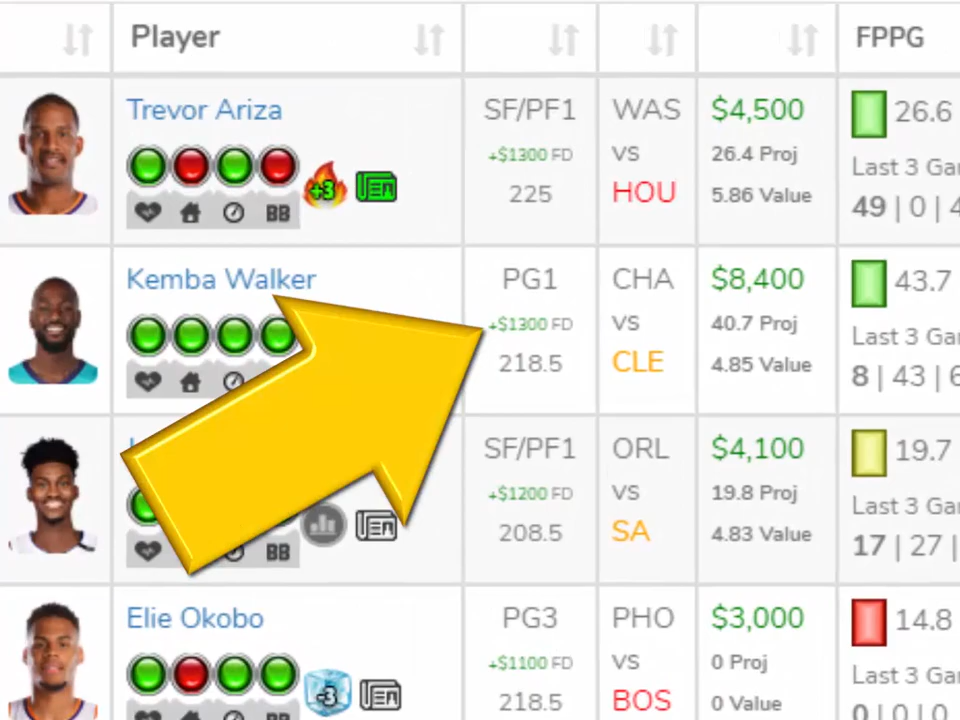 Player FPPG
Trevor Ariza SF/PF1 WAS $4,500 26.6
+$1300 FD VS 26.4 Proj Last 3
+3 225 HOU 5.86 Value 49 | 0 |
BB
Kemba Walker PG1 CHA $8,400 43.7
+$1300 FD VS 40.7 Proj Last 3
218.5 CLE 4.85 Value 8 | 43 |
SF/PF1 ORL $4,100 19.7
+$1200 FD VS 19.8 Proj Last 3
208.5 SA 4.83 Value 17 | 27 |
BB
Elie Okobo PG3 PHO $3,000 14.8
+$1100 FD VS 0 Proj Last 3
-3 218.5 BOS 0 Value 0 | 0 | 0
BB